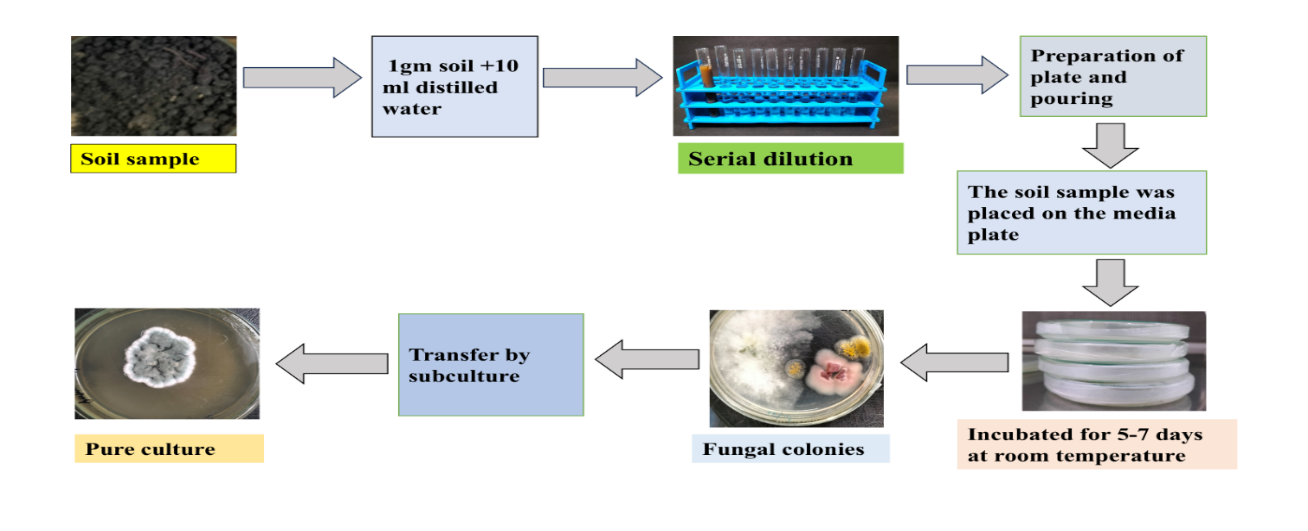 1gm soil +10
ml distilled
water
Soil sample
Serial dilution
Preparation of
plate and
pouring
The soil sample was
placed on the media
plate
Incubated for 5-7 days
at room temperature
Fungal colonies
Transfer by
subculture
Pure culture